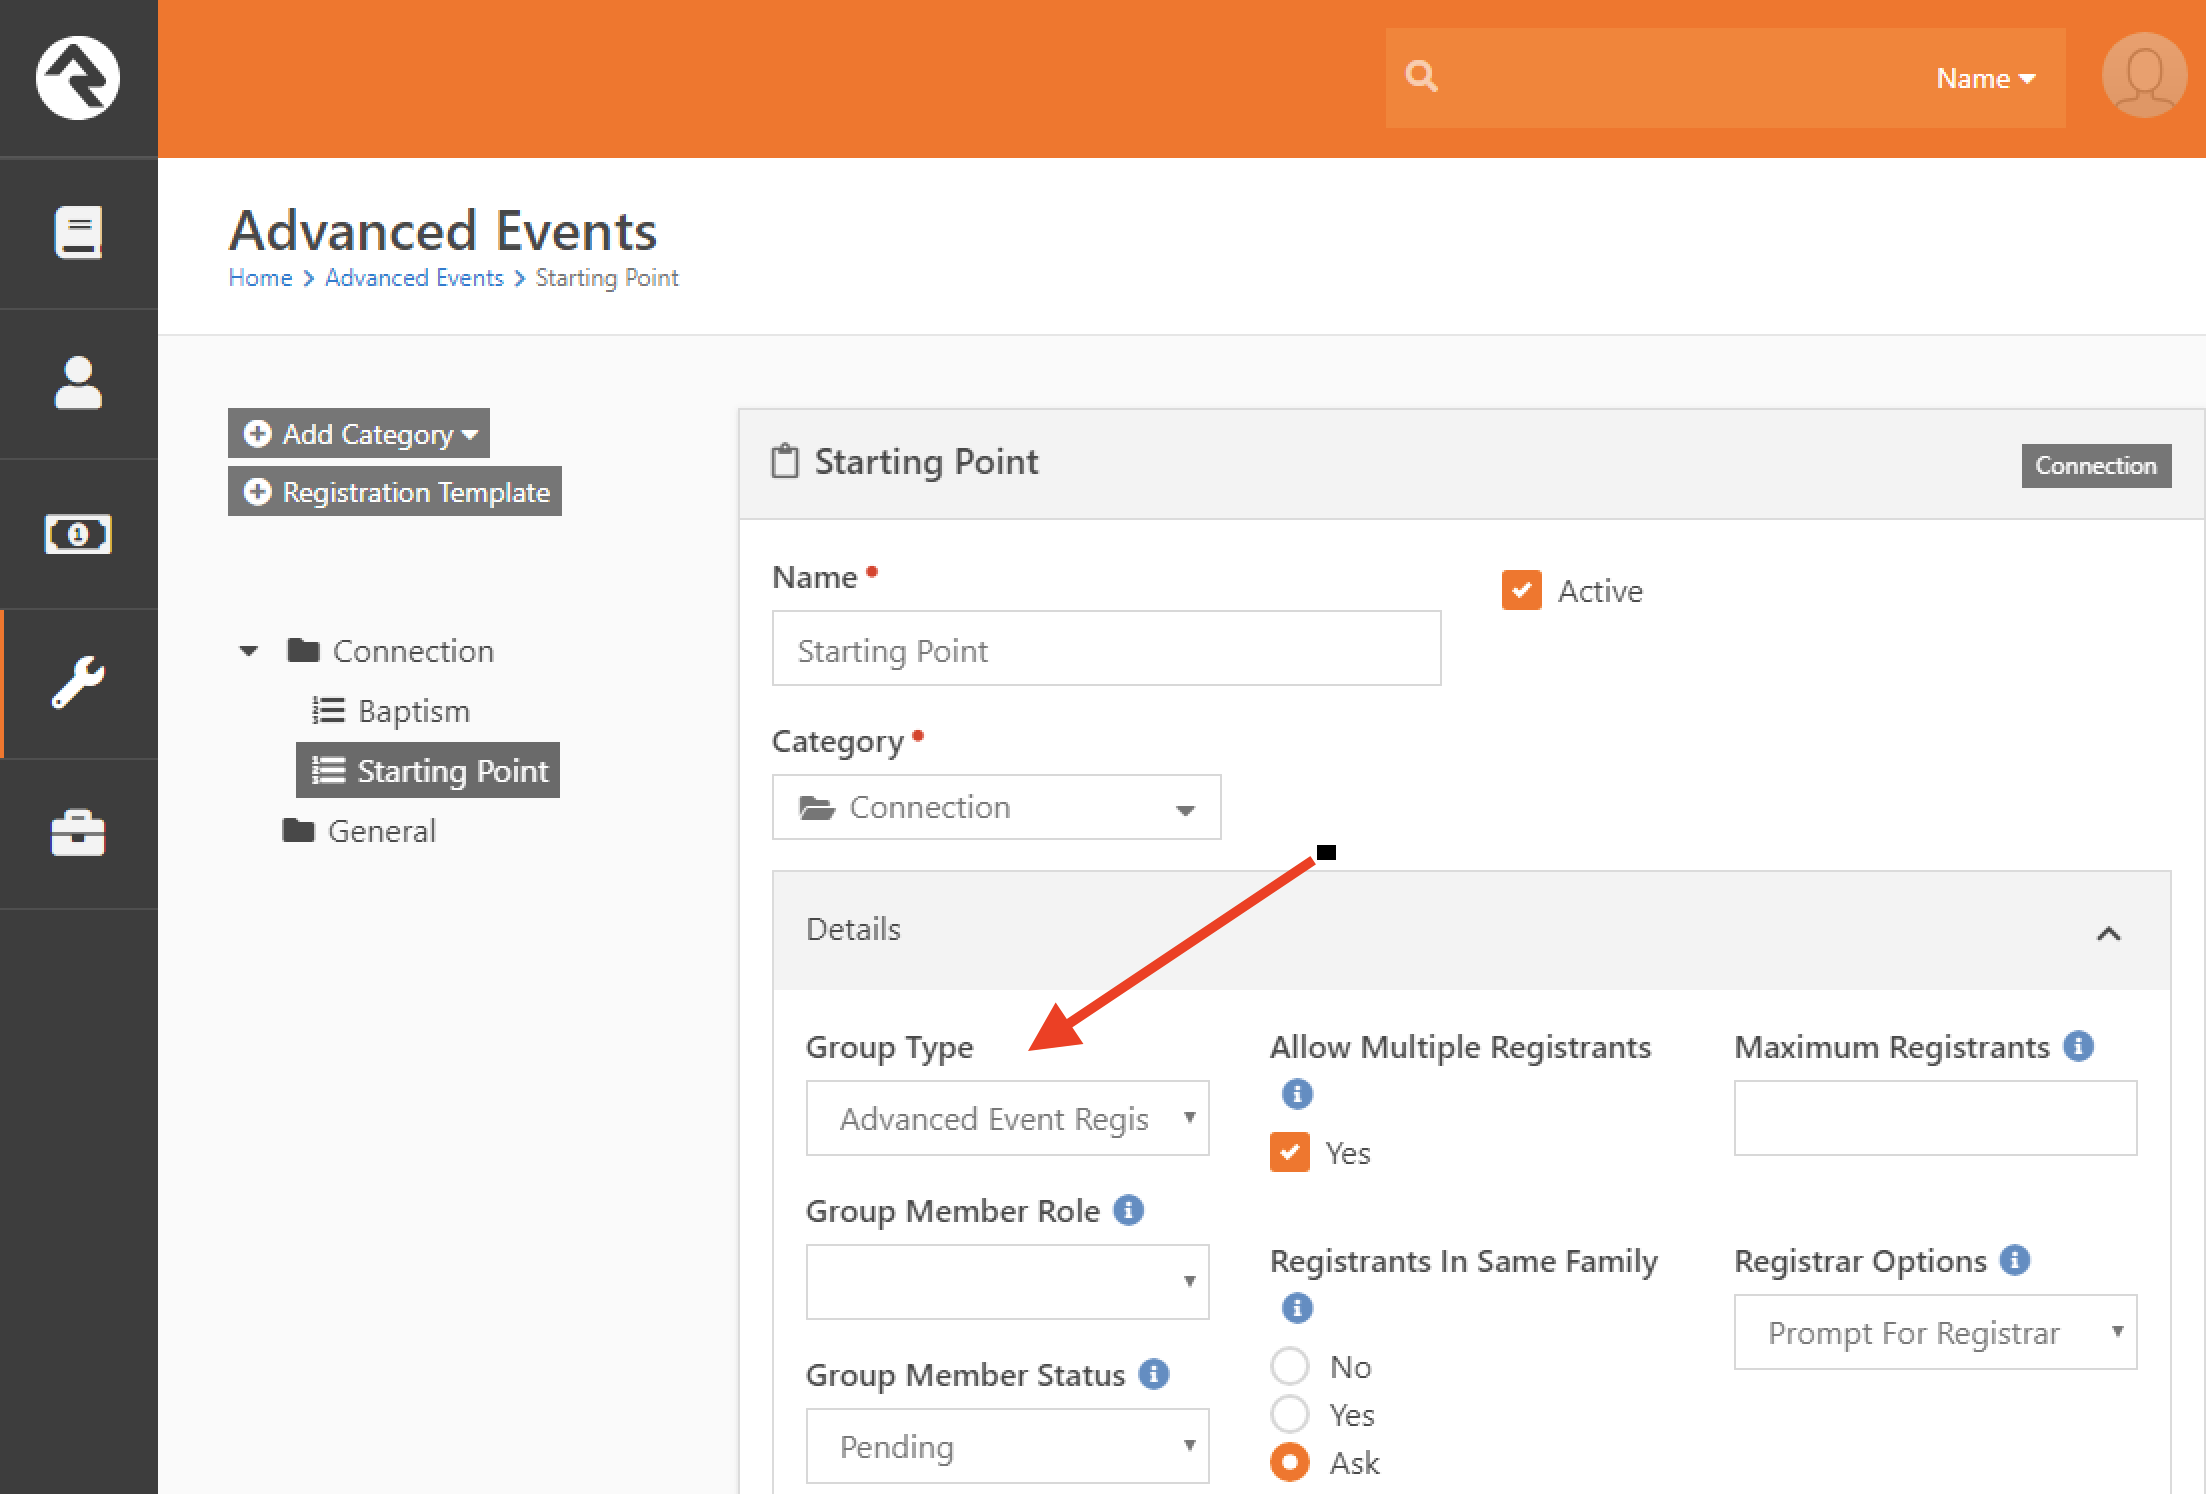 Name
Advanced Events
Home > Advanced Events > Starting Point
Add Category
Registration Template
Connection
Baptism
Starting Point
General
Starting Point
Connection
Name
Active
Starting Point
Category
Connection
Details
Group Type
Advanced Event Regis
Allow Multiple Registrants
Yes
Maximum Registrants
Group Member Role
Registrants In Same Family
No
Yes
Ask
Registrar Options
Prompt For Registrar
Group Member Status
Pending